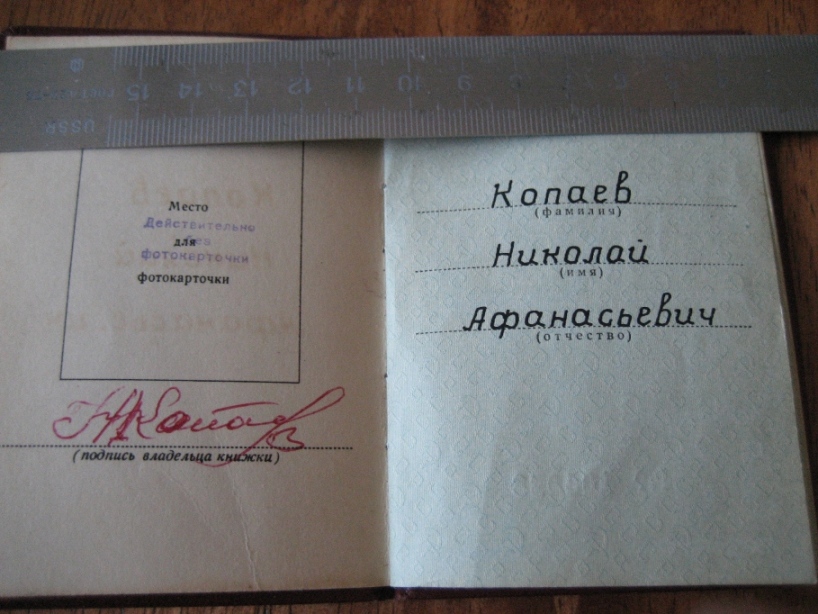 15 14 13 12 11 10 9
USSR
Место
Действительно
для
без
фотокарточки
фотокарточки
(подпись владельца книжки)
Копаев
(фамилия)
Николай
(имя)
Афанасьевич
(отчество)